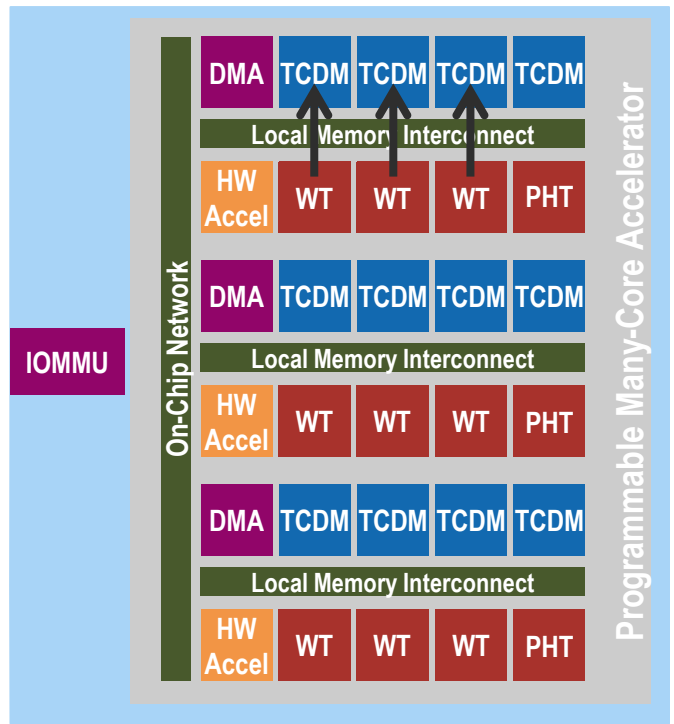 DMA TCDM TCDM TCDM TCDM
Local Memory Interconnect
HW
Accel
WT WT WT PHT
DMA TCDM TCDM TCDM TCDM
Local Memory Interconnect
HW
Accel
WT WT WT PHT
DMA TCDM TCDM TCDM TCDM
Local Memory Interconnect
HW
Accel
WT WT WT PHT
IOMMU
On-Chip Network
Programmable Many-Core Accelerator